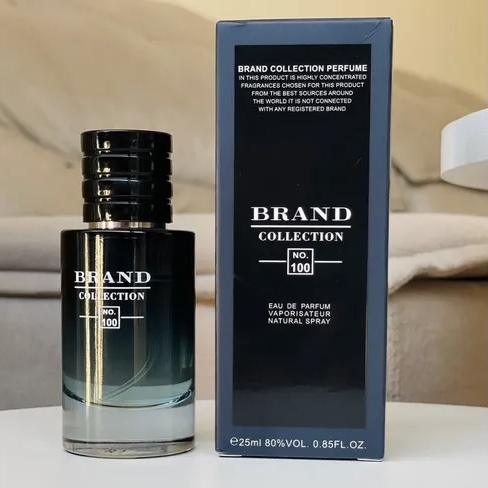 BRAND COLLECTION PERFUME
IN THIS PRODUCT IS HIGHLY CONCENTRATED
FRAGRANCES CHOSEN FOR THIS PRODUCT
FROM THE BEST SOURCES AROUND
THE WORLD IT IS NOT CONNECTED
WITH ANY REGISTERED BRAND
BRAND
COLLECTION
NO.
100
EAU DE PARFUM
VAPORISATEUR
NATURAL SPRAY
℮25ml 80%VOL. 0.85FL.OZ.
BRAND
COLLECTION
NO.
100